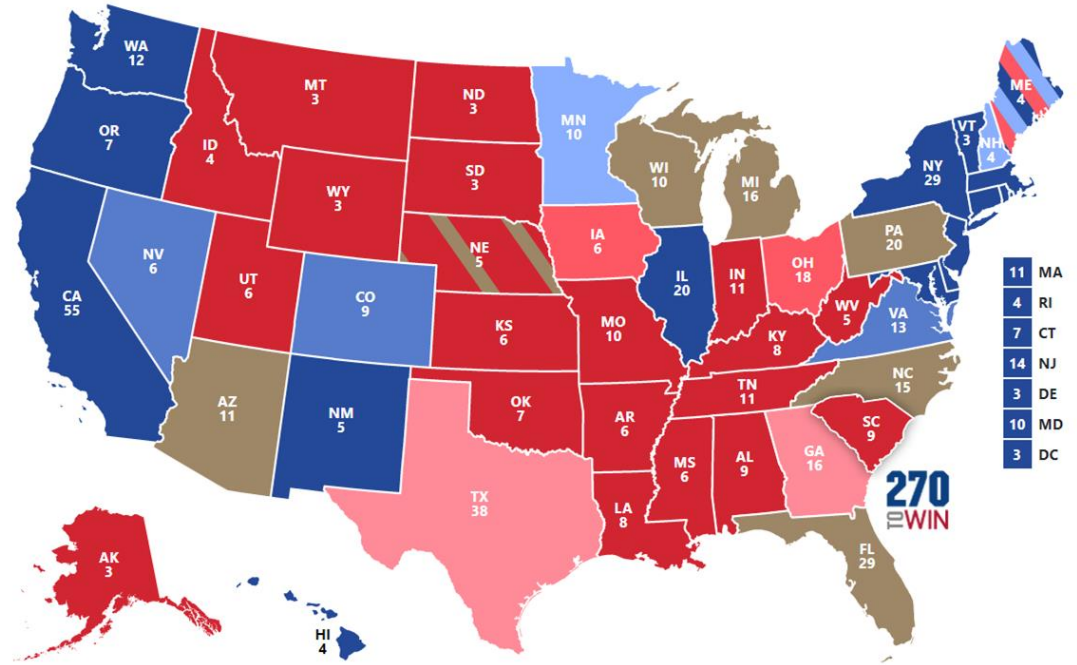 WA
12
OR
7
CA
55
NV
6
ID
4
MT
3
WY
3
UT
6
AZ
11
CO
9
NM
5
ND
3
SD
3
NE
5
KS
6
OK
7
TX
38
MN
10
IA
6
MO
10
AR
6
LA
8
WI
10
IL
20
MI
16
IN
11
OH
18
KY
8
TN
11
MS
6
AL
9
GA
16
FL
29
SC
9
NC
15
VA
13
WV
5
PA
20
NY
29
VT
3
NH
4
ME
4
11 MA
4 RI
7 CT
14 NJ
3 DE
10 MD
3 DC
270
TO WIN
AK
3
HI
4